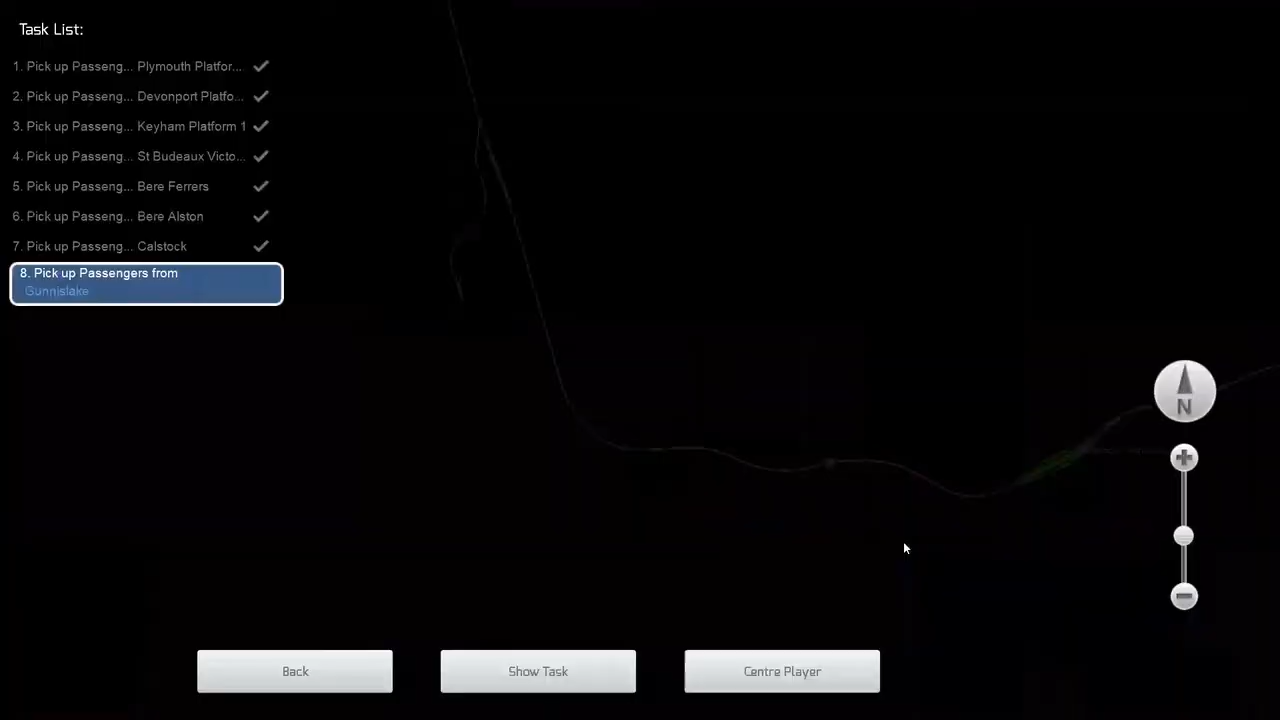 Task List:
1. Pick up Passeng... Plymouth Platfor...
2. Pick up Passeng... Devonport Platfo...
3. Pick up Passeng... Keyham Platform 1
4. Pick up Passeng... St Budeaux Victo...
5. Pick up Passeng... Bere Ferrers
6. Pick up Passeng... Bere Alston
7. Pick up Passeng... Calstock
8. Pick up Passengers from
Gunnislake
N
Back
Show Task
Centre Player